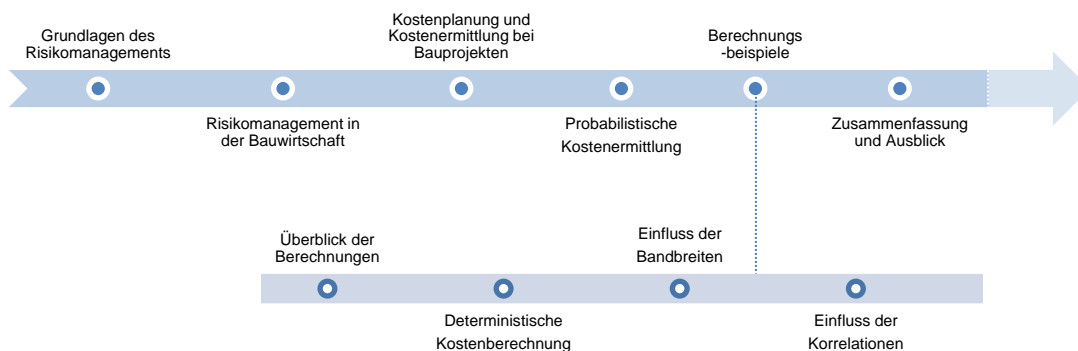 Grundlagen des
Risikomanagements
Risikomanagement in
der Bauwirtschaft
Kostenplanung und
Kostenermittlung bei
Bauprojekten
Probabilistische
Kostenermittlung
Berechnungs
-beispiele
Zusammenfassung
und Ausblick
Überblick der
Berechnungen
Deterministische
Kostenberechnung
Einfluss der
Bandbreiten
Einfluss der
Korrelationen